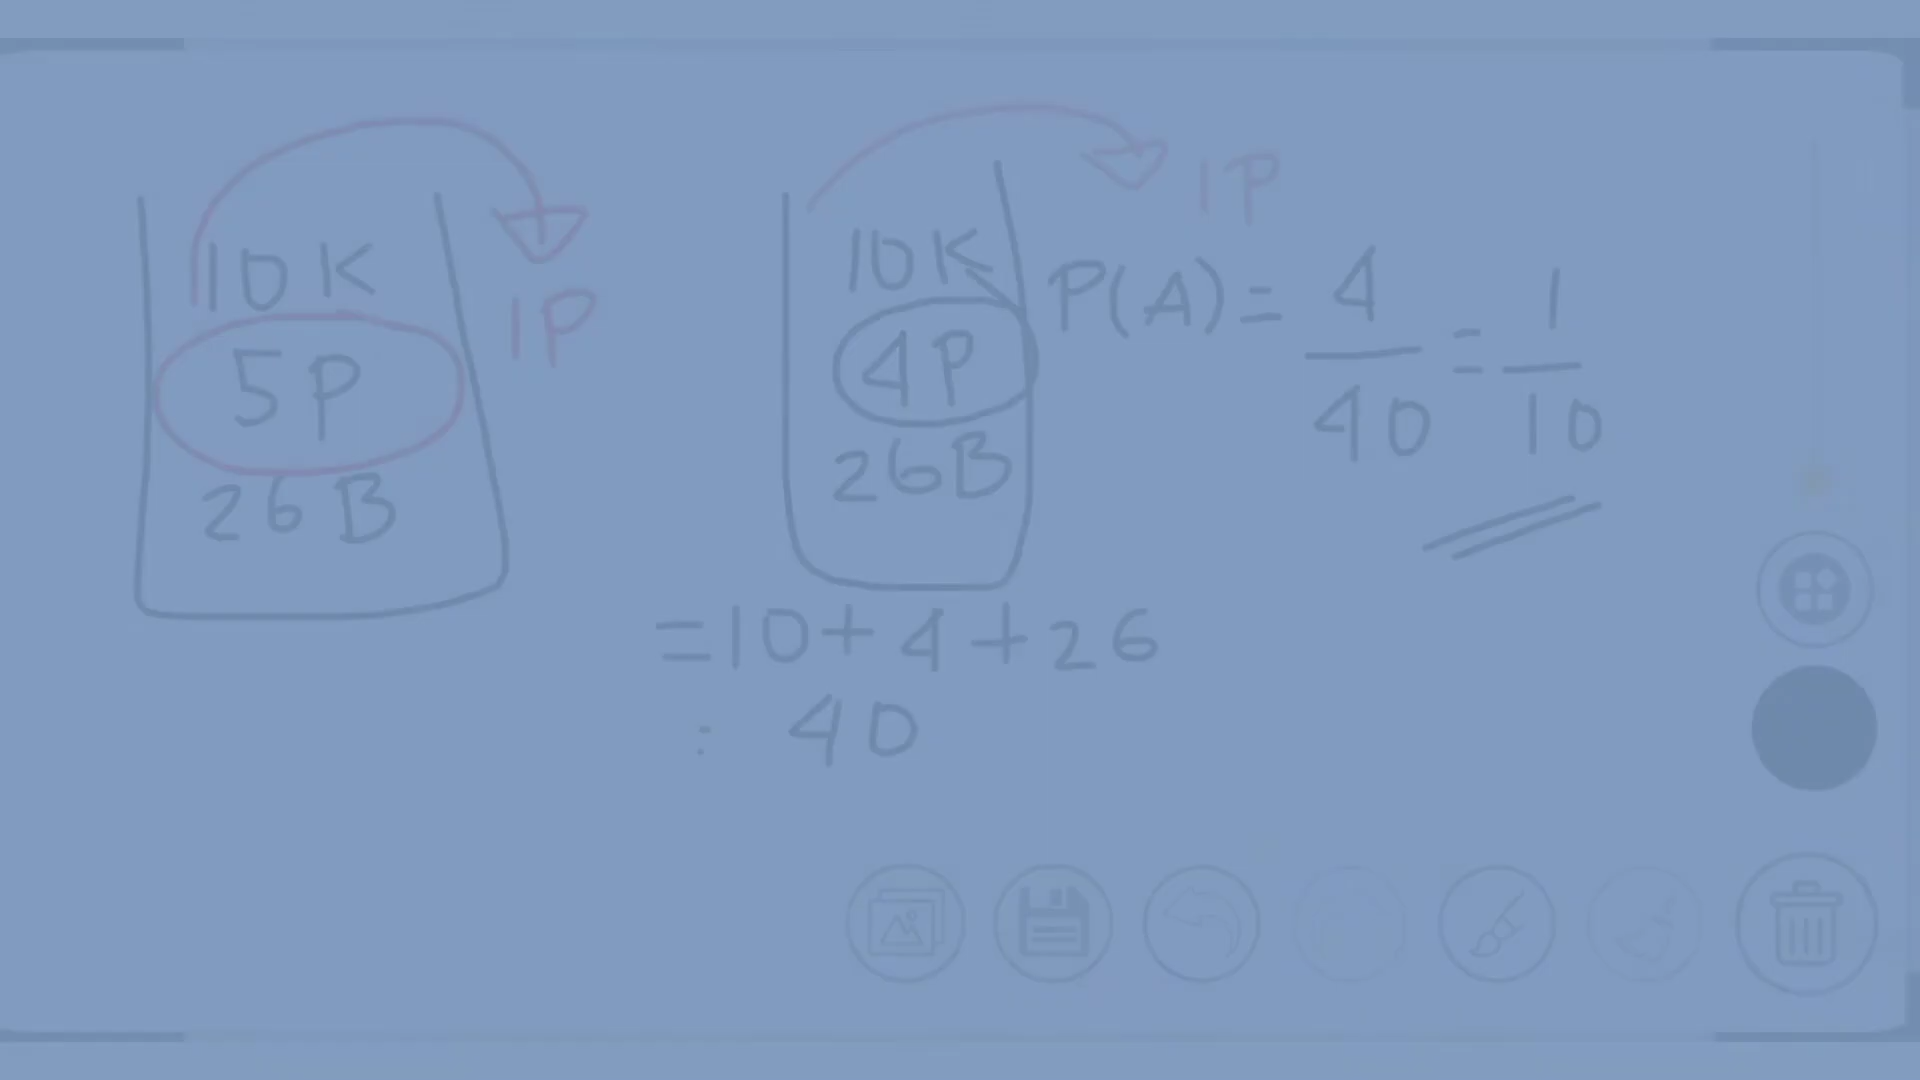 10K
5P
26B
1P
10K
4P
26B
1P
P(A) = 4/40 = 1/10
=10+4+26
: 40